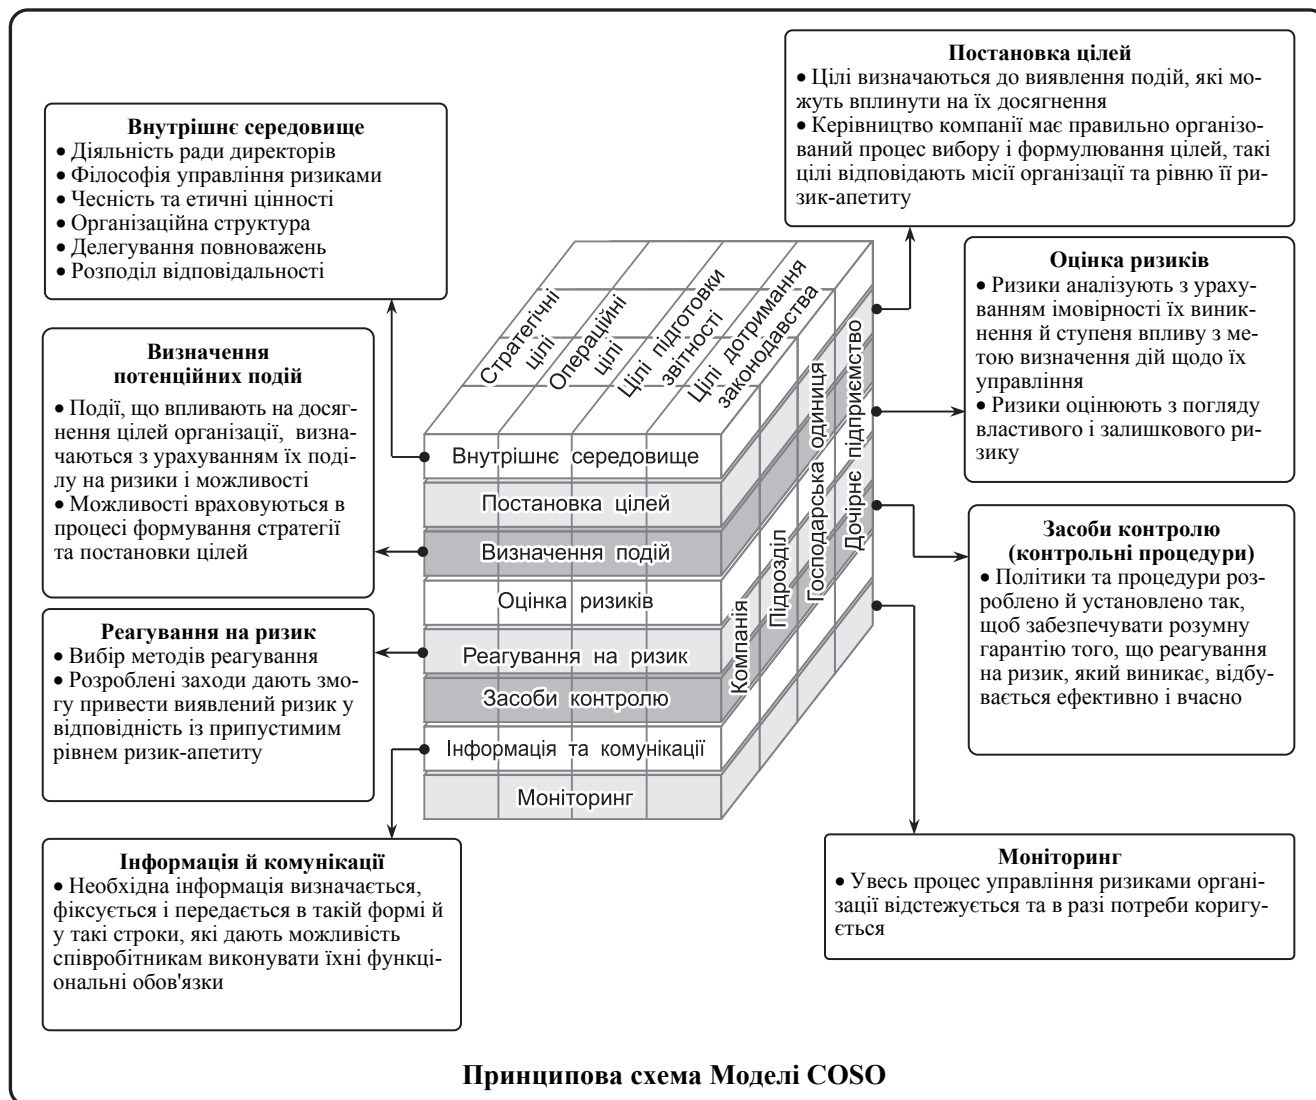 Постановка цілей
• Цілі визначаються до виявлення подій, які мо-
жуть вплинути на їх досягнення
• Керівництво компанії має правильно організо-
ваний процес вибору і формулювання цілей, такі
цілі відповідають місії організації та рівню її ри-
зик-апетиту
Внутрішнє середовище
• Діяльність ради директорів
• Філософія управління ризиками
• Чесність та етичні цінності
• Організаційна структура
• Делегування повноважень
• Розподіл відповідальності
Визначення
потенційних подій
• Події, що впливають на досяг-
нення цілей організації, визна-
чаються з урахуванням їх поді-
лу на ризики і можливості
• Можливості враховуються в
процесі формування стратегії
та постановки цілей
Реагування на ризик
• Вибір методів реагування
• Розроблені заходи дають змо-
гу привести виявлений ризик у
відповідність із припустимим
рівнем ризик-апетиту
Інформація й комунікації
• Необхідна інформація визначається,
фіксується і передається в такій формі й
у такі строки, які дають можливість
співробітникам виконувати їхні функці-
ональні обов'язки
Стратегічні
цілі
Операційні
цілі
Цілі підготовки
звітності
Цілі дотримання
законодавства
Внутрішнє середовище
Постановка цілей
Визначення подій
Оцінка ризиків
Реагування на ризик
Засоби контролю
Інформація та комунікації
Моніторинг
Компанія
Підрозділ
Господарська одиниця
Дочірнє підприємство
Оцінка ризиків
• Ризики аналізують з ураху-
ванням імовірності їх виник-
нення й ступеня впливу з ме-
тою визначення дій щодо їх
управління
• Ризики оцінюють з погляду
властивого і залишкового ри-
зику
Засоби контролю
(контрольні процедури)
• Політики та процедури роз-
роблено й установлено так,
щоб забезпечувати розумну
гарантію того, що реагування
на ризик, який виникає, відбу-
вається ефективно і вчасно
Моніторинг
• Увесь процес управління ризиками органі-
зації відстежується та в разі потреби коригу-
ється
Принципова схема Моделі COSO